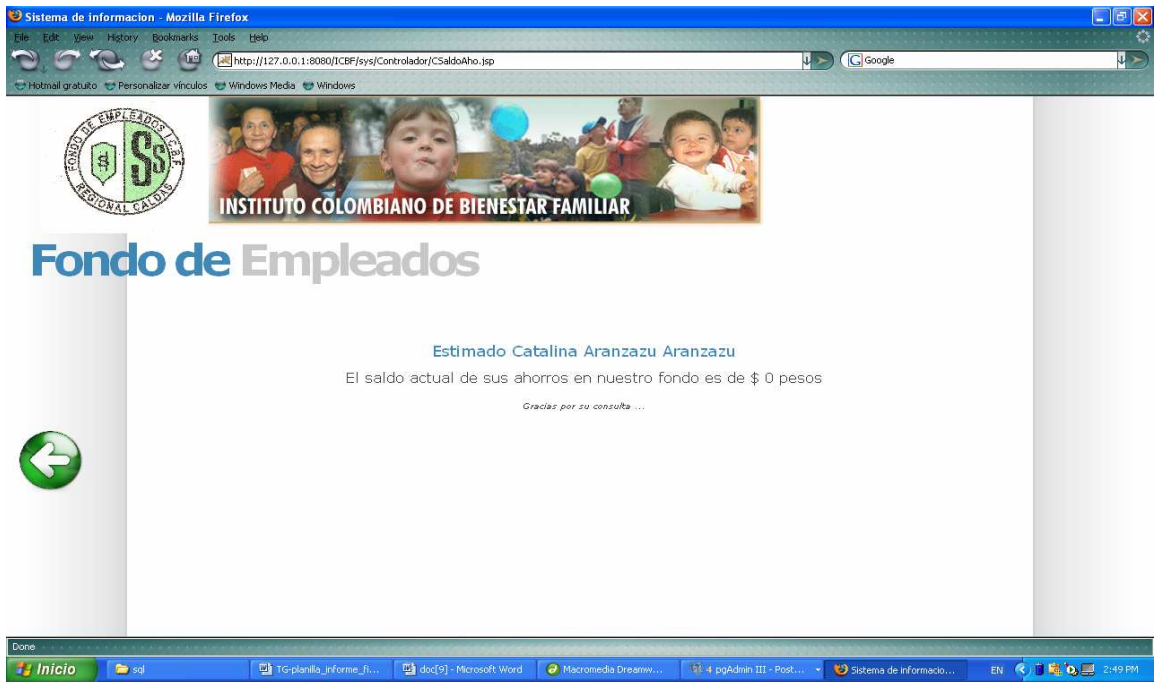 Sistema de informacion - Mozilla Firefox
File Edit View History Bookmarks Tools Help
http://127.0.0.1:8080/ICBF/sys/Controlador/CSaldoAho.jsp
Google
Hotmail gratuito Personalizar vínculos Windows Media Windows
FONDO DE EMPLEADOS I.C.B.F
Ss
REGIONAL CALDAS
INSTITUTO COLOMBIANO DE BIENESTAR FAMILIAR
Fondo de Empleados
Estimado Catalina Aranzazu Aranzazu
El saldo actual de sus ahorros en nuestro fondo es de $ 0 pesos
Gracias por su consulta ...
Done
Inicio sql TG-planilla_informe_fi... doc[9] - Microsoft Word Macromedia Dreamw... 4 pgAdmin III - Post... Sistema de informacio... EN 2:49 PM